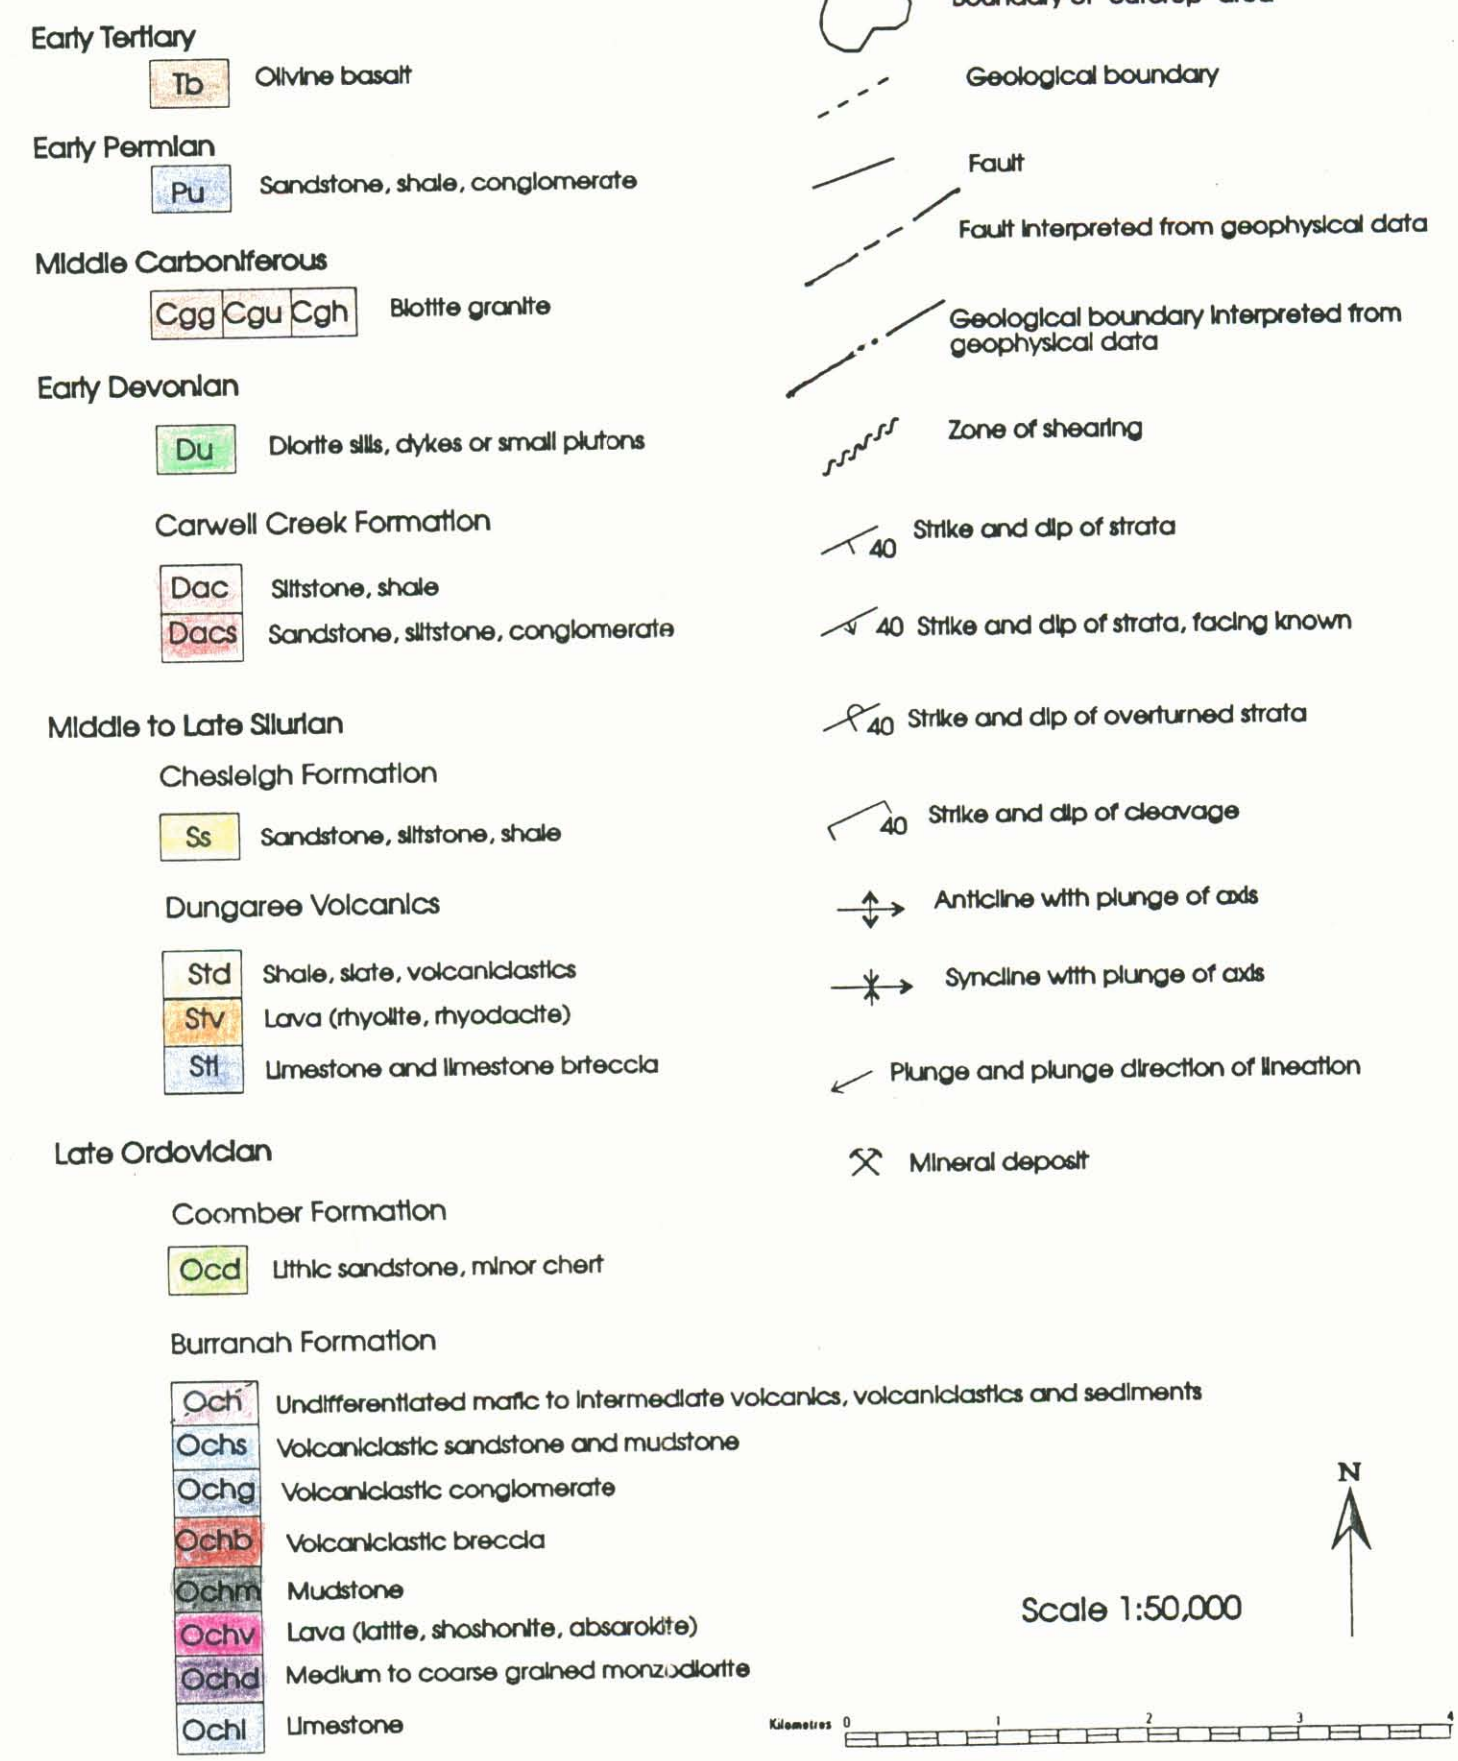 Early Tertiary
Tb Olivine basalt
Early Permian
Pu Sandstone, shale, conglomerate
Middle Carboniferous
Cgg Cgu Cgh Biotite granite
Early Devonian
Du Diorite sills, dykes or small plutons
Carwell Creek Formation
Dac Siltstone, shale
Dacs Sandstone, siltstone, conglomerate
Middle to Late Silurian
Chesleigh Formation
Ss Sandstone, siltstone, shale
Dungaree Volcanics
Std Shale, slate, volcaniclastics
Stv Lava (rhyolite, rhyodacite)
Stl Limestone and limestone brteccia
Late Ordovician
Coomber Formation
Ocd Lithic sandstone, minor chert
Burranah Formation
Och Undifferentiated mafic to intermediate volcanics, volcaniclastics and sediments
Ochs Volcaniclastic sandstone and mudstone
Ochg Volcaniclastic conglomerate
Ochb Volcaniclastic breccia
Ochm Mudstone
Ochv Lava (latite, shoshonite, absarokite)
Ochd Medium to coarse grained monzodiorite
Ochl Limestone
Geological boundary
Fault
Fault interpreted from geophysical data
Geological boundary interpreted from
geophysical data
Zone of shearing
40 Strike and dip of strata
40 Strike and dip of strata, facing known
40 Strike and dip of overturned strata
40 Strike and dip of cleavage
Anticline with plunge of axis
Syncline with plunge of axis
Plunge and plunge direction of lineation
Mineral deposit
N
Scale 1:50,000
Kilometres 0 1 2 3 4